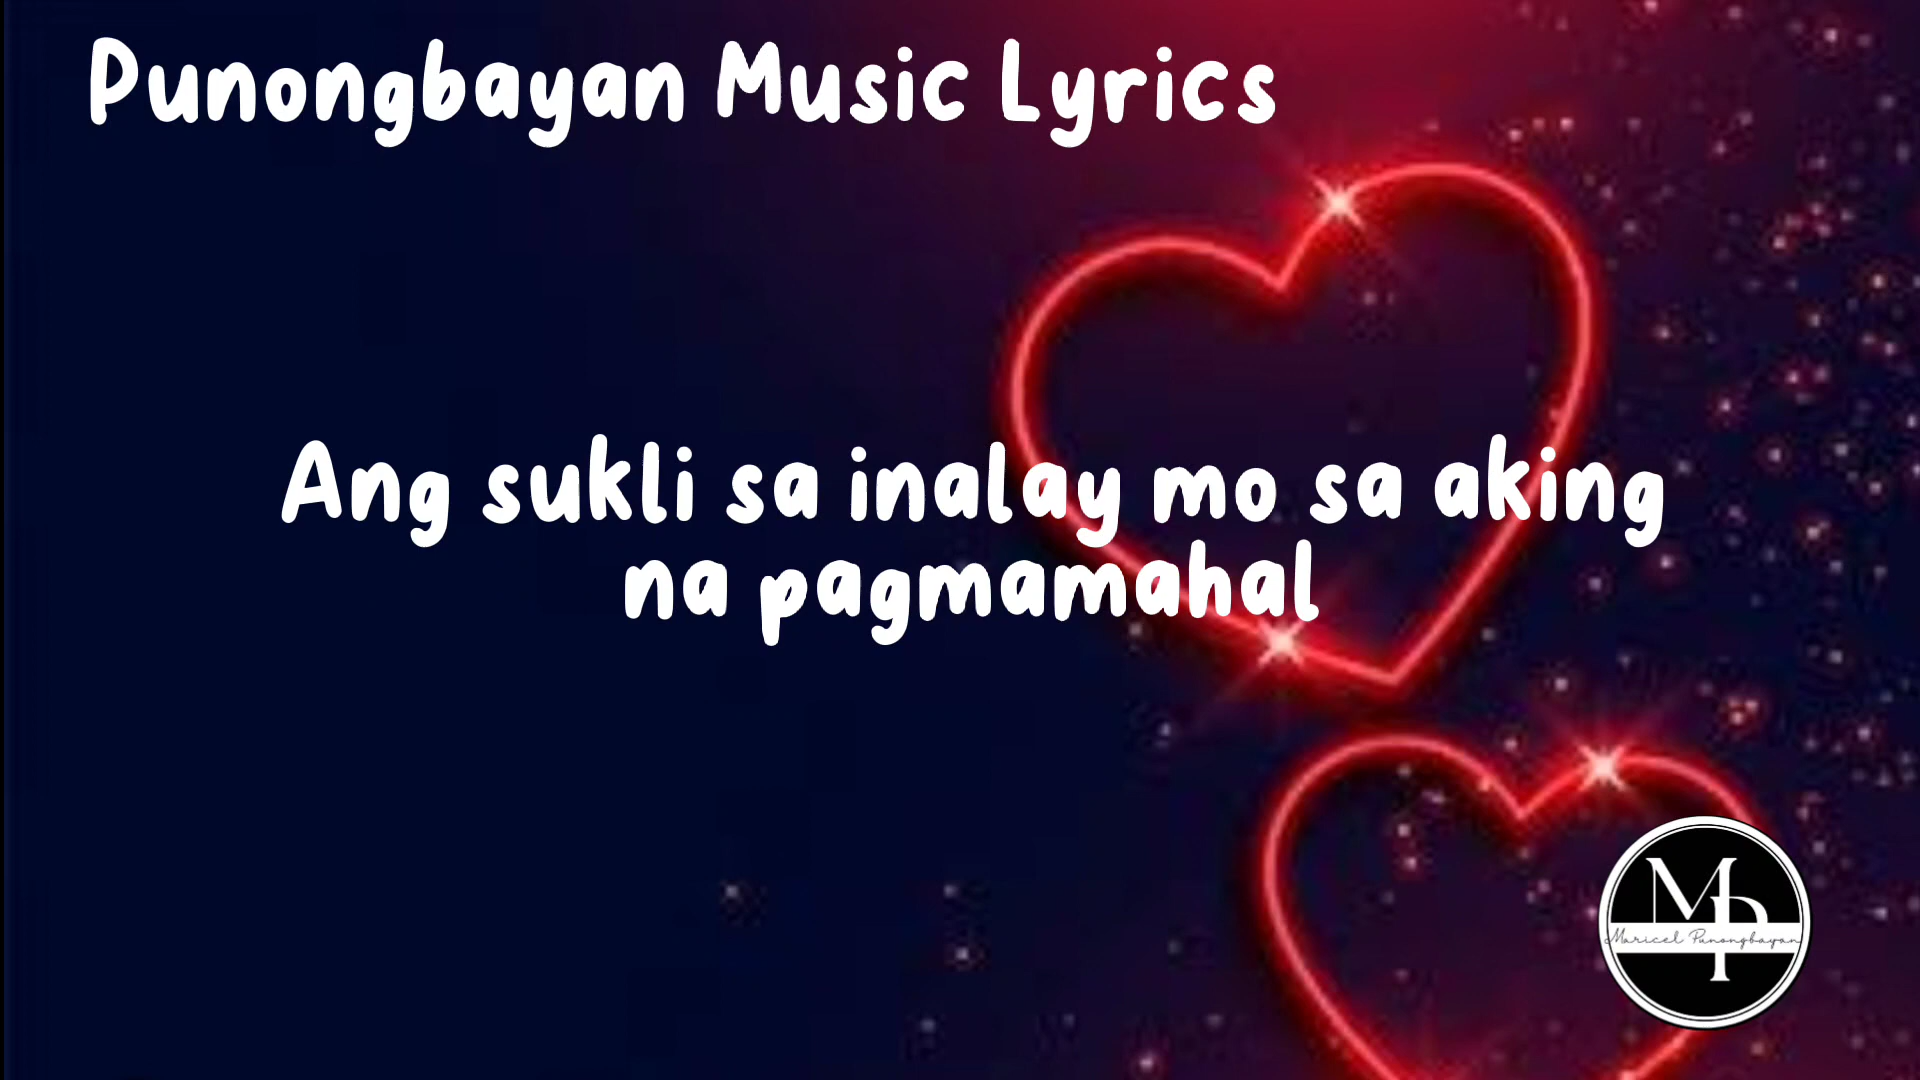 Punongbayan Music Lyrics
Ang sukli sa inalay mo sa aking
na pagmamahal
MP
Maricel Punongbayan